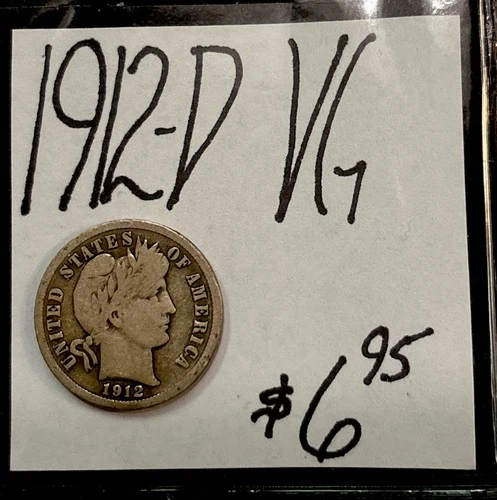 1912-D VG
UNITED STATES OF AMERICA
1912
$6.95